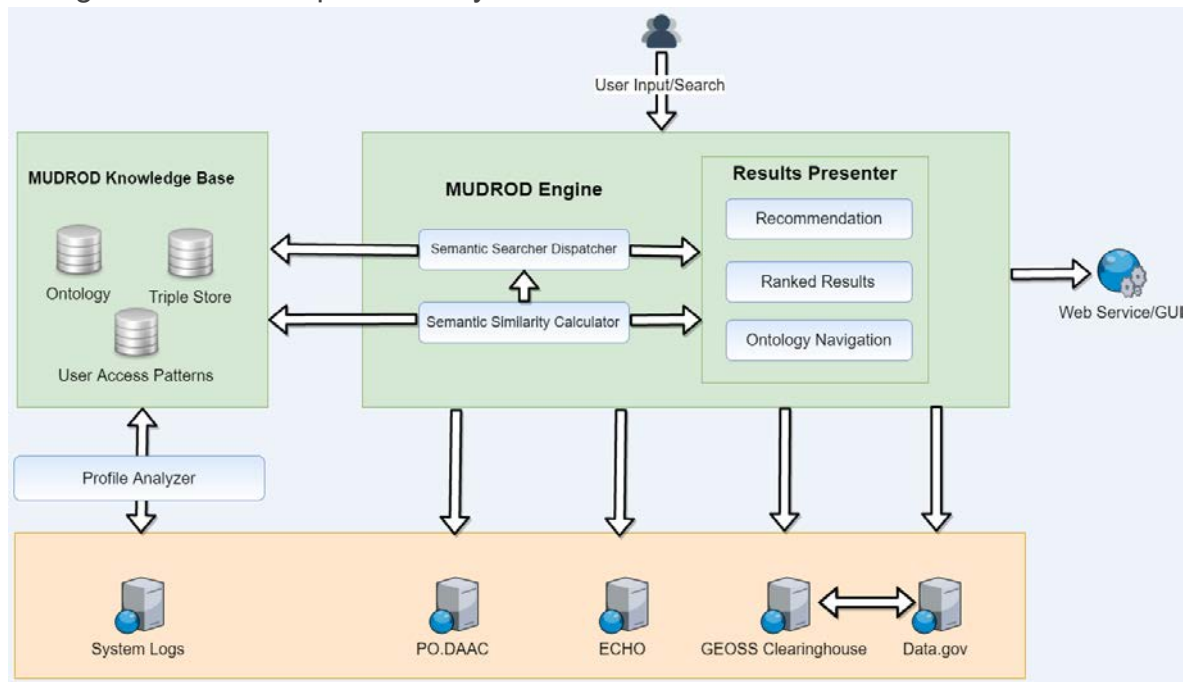 User Input/Search
MUDROD Knowledge Base
Ontology
Triple Store
User Access Patterns
MUDROD Engine
Semantic Searcher Dispatcher
Semantic Similarity Calculator
Results Presenter
Recommendation
Ranked Results
Ontology Navigation
Web Service/GUI
Profile Analyzer
System Logs
PO.DAAC
ECHO
GEOSS Clearinghouse
Data.gov